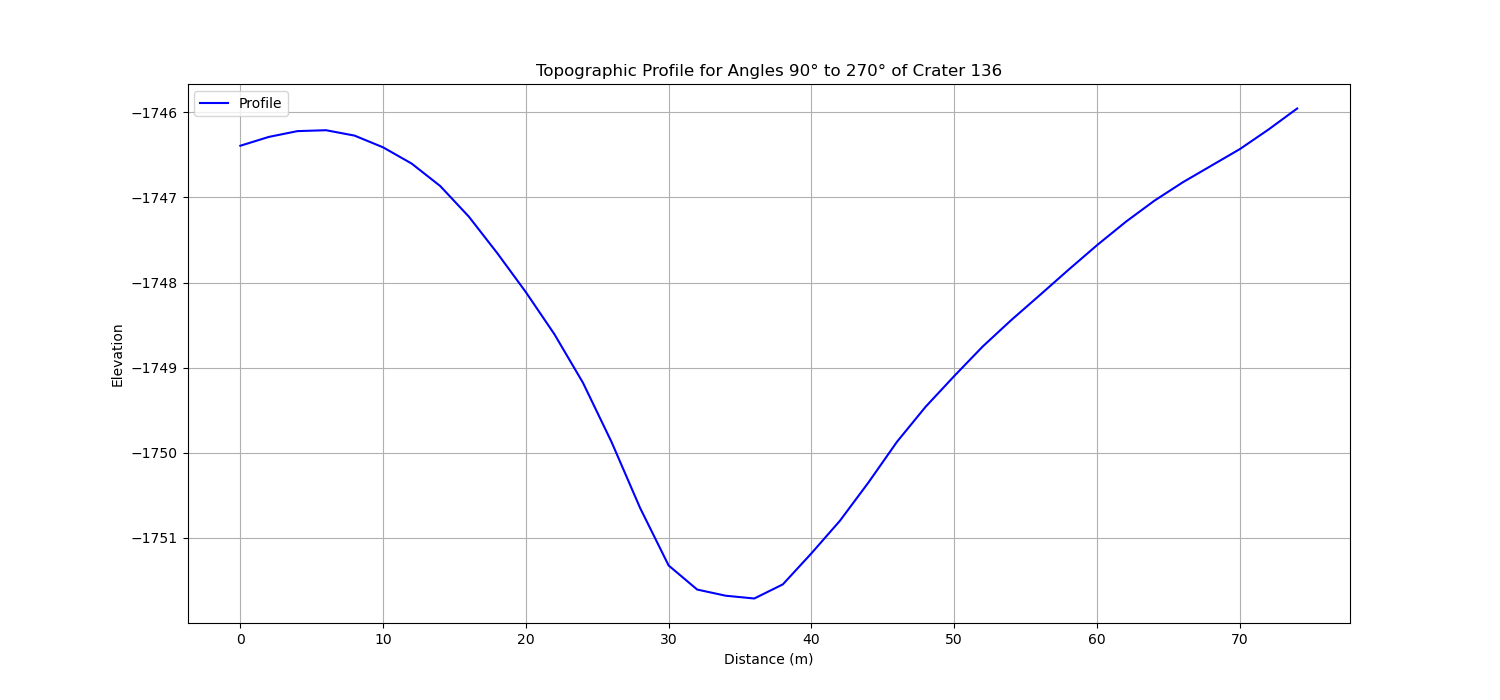 Topographic Profile for Angles 90° to 270° of Crater 136
Profile
−1746
−1747
−1748
−1749
−1750
−1751
Elevation
0 10 20 30 40 50 60 70
Distance (m)